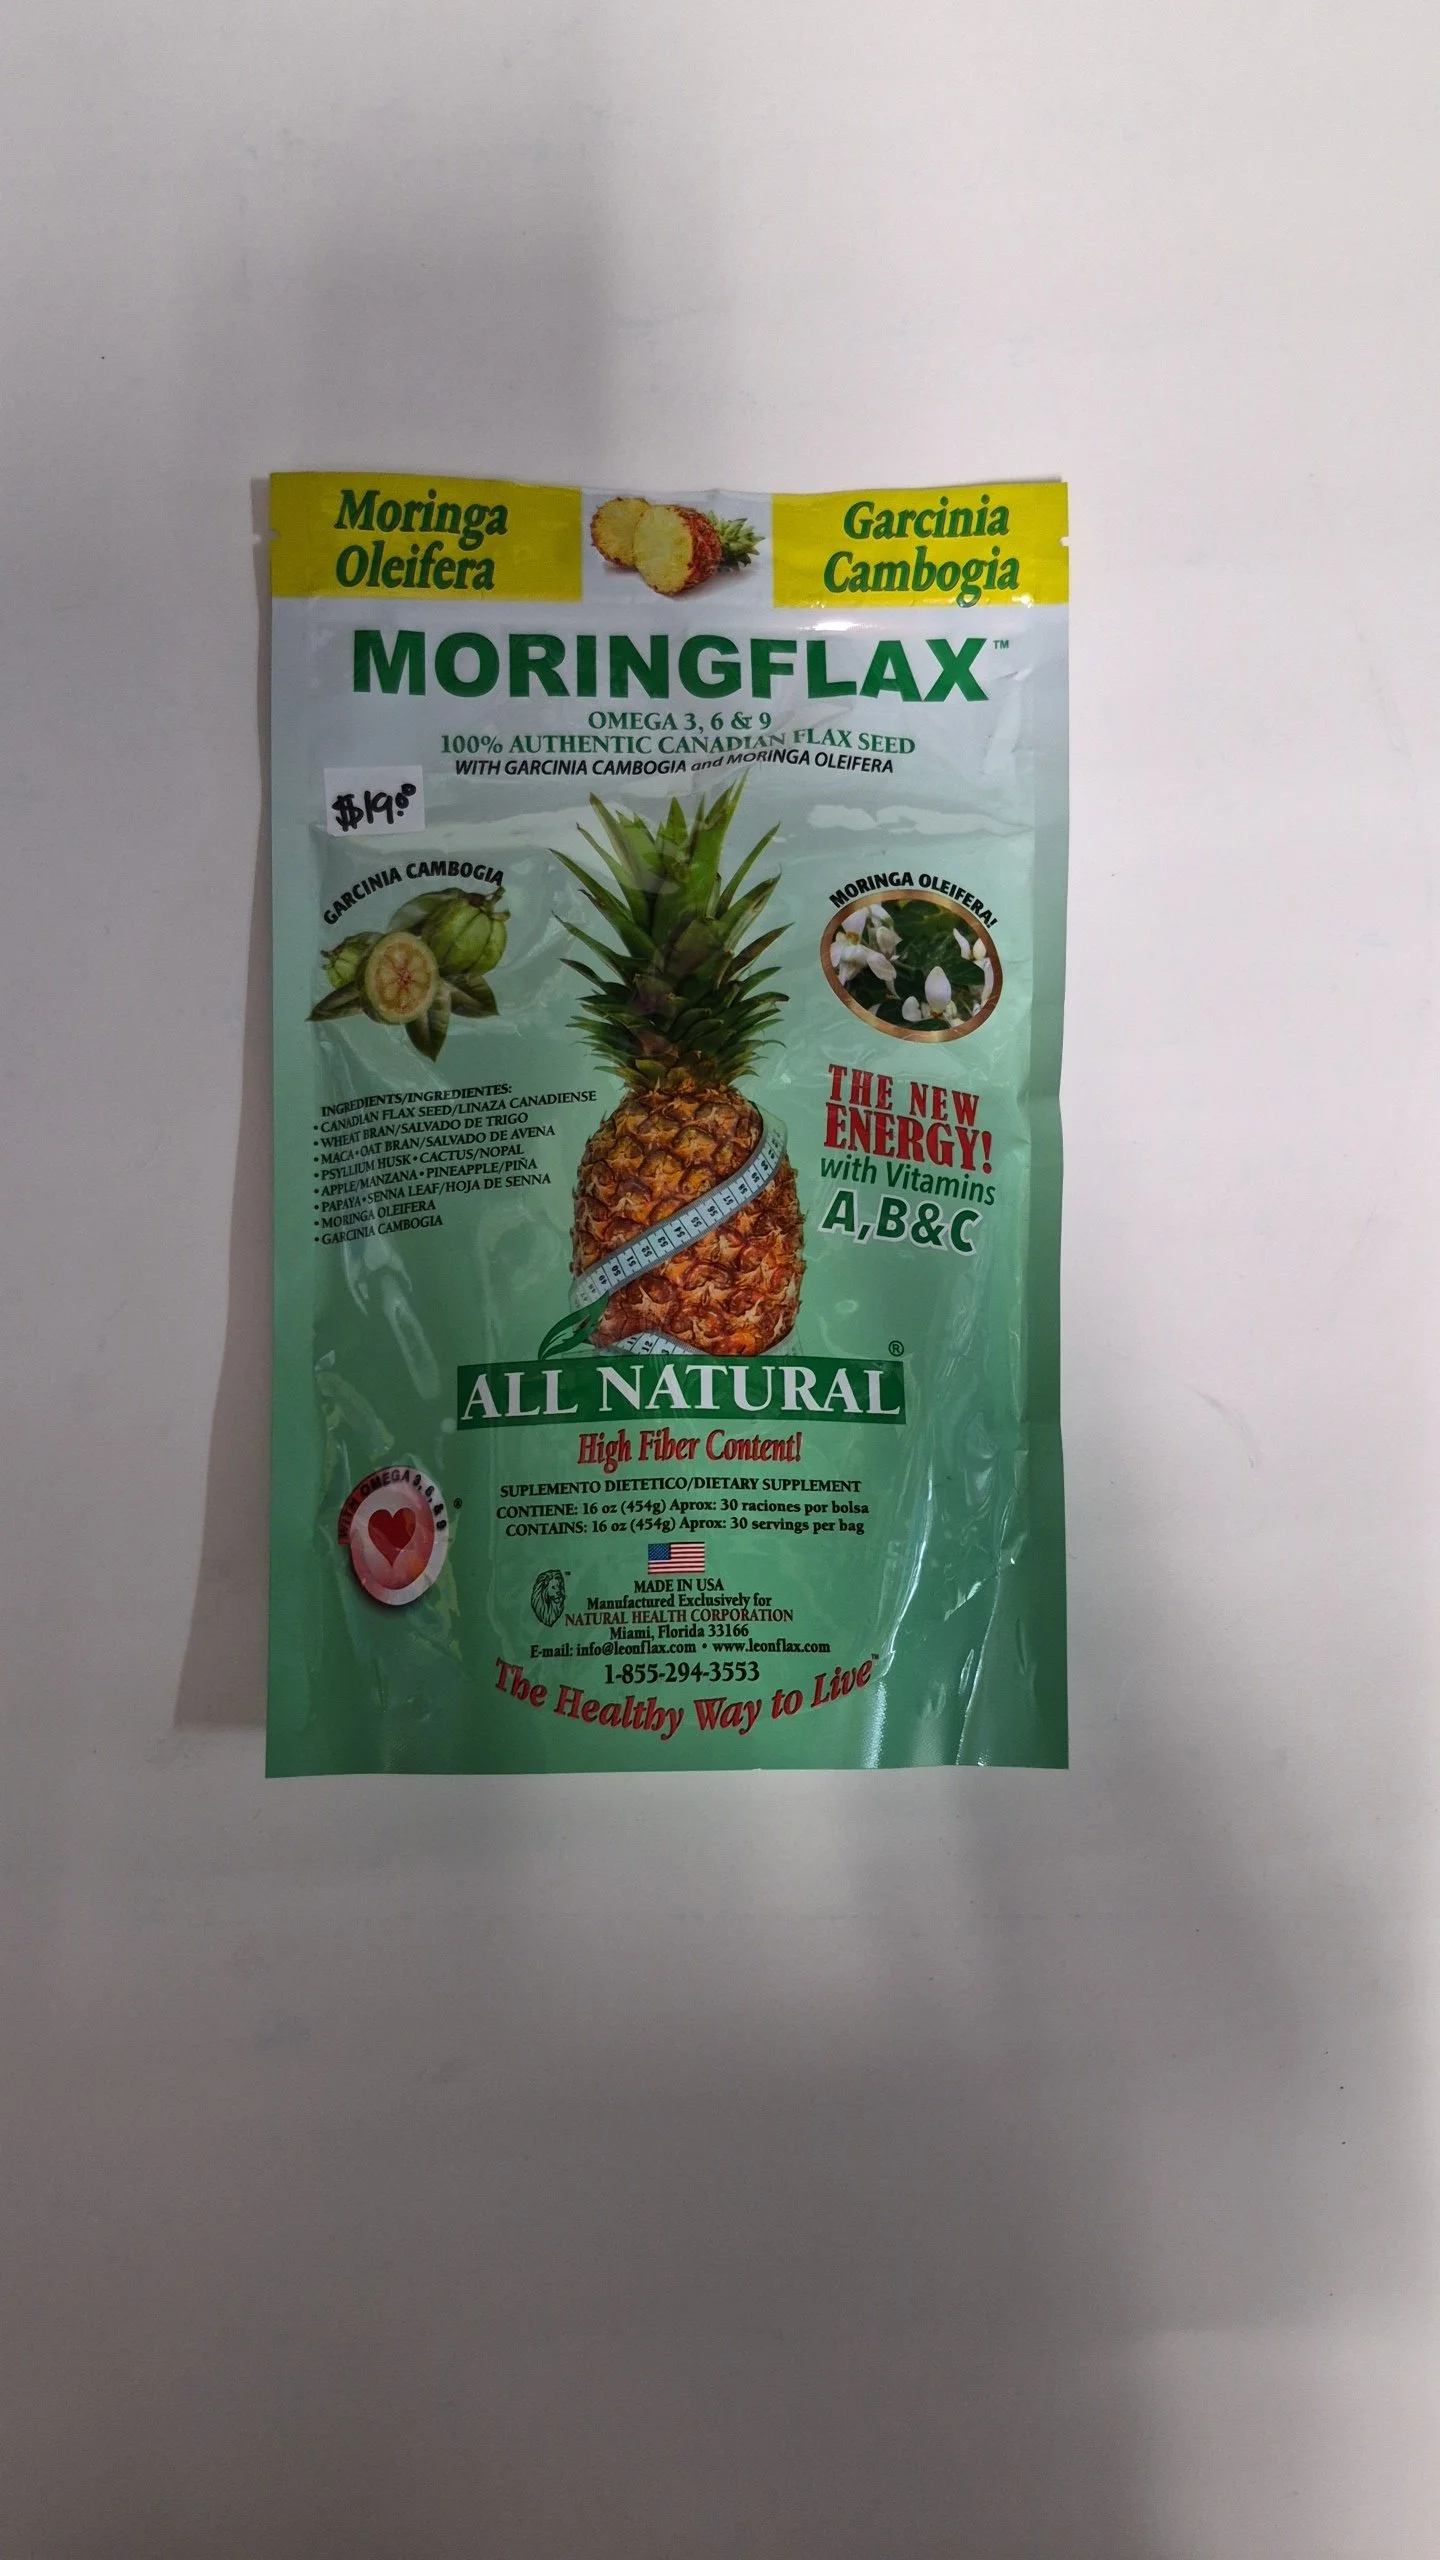 Moringa
Oleifera
Garcinia
Cambogia
MORINGFLAX™
OMEGA 3, 6 & 9
100% AUTHENTIC CANADIAN FLAX SEED
WITH GARCINIA CAMBOGIA and MORINGA OLEIFERA
$19.00
GARCINIA CAMBOGIA
MORINGA OLEIFERA!
INGREDIENTS/INGREDIENTES:
• CANADIAN FLAX SEED/LINAZA CANADIENSE
• WHEAT BRAN/SALVADO DE TRIGO
• MACA • OAT BRAN/SALVADO DE AVENA
• PSYLLIUM HUSK • CACTUS/NOPAL
• APPLE/MANZANA • PINEAPPLE/PIÑA
• PAPAYA • SENNA LEAF/HOJA DE SENNA
• MORINGA OLEIFERA
• GARCINIA CAMBOGIA
THE NEW
ENERGY!
with Vitamins
A,B&C
ALL NATURAL®
High Fiber Content!
WITH OMEGA 3, 6, & 9®
SUPLEMENTO DIETETICO/DIETARY SUPPLEMENT
CONTIENE: 16 oz (454g) Aprox: 30 raciones por bolsa
CONTAINS: 16 oz (454g) Aprox: 30 servings per bag
MADE IN USA
Manufactured Exclusively for
NATURAL HEALTH CORPORATION
Miami, Florida 33166
E-mail: info@leonflax.com • www.leonflax.com
1-855-294-3553
The Healthy Way to Live™